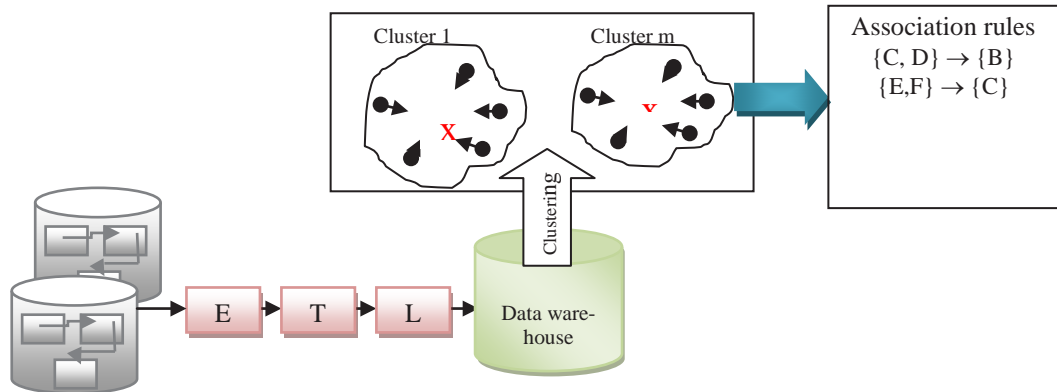 Cluster 1
X
Cluster m
Association rules
{C, D} → {B}
{E,F} → {C}
Clustering
E
T
L
Data ware-
house